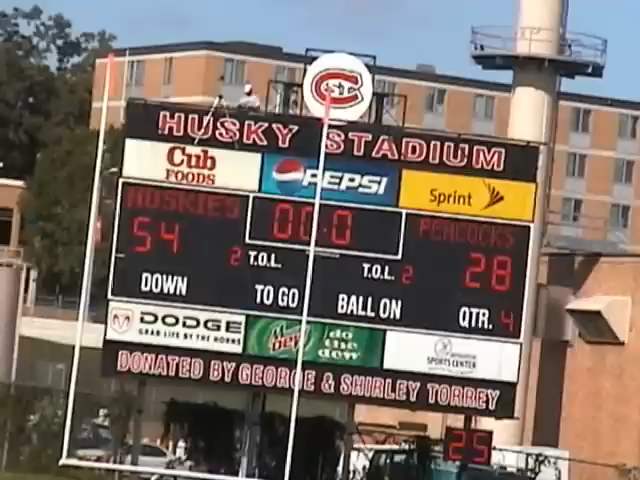 HUSKY STADIUM
Cub FOODS
PEPSI
Sprint
HUSKIES 00:0 PEACOCKS
54 28
2 T.O.L. T.O.L. 2
DOWN TO GO BALL ON QTR. 4
DODGE
GRAB LIFE BY THE HORNS
Mtn Dew
do the dew
SPORTS CENTER
DONATED BY GEORGE & SHIRLEY TORREY
25